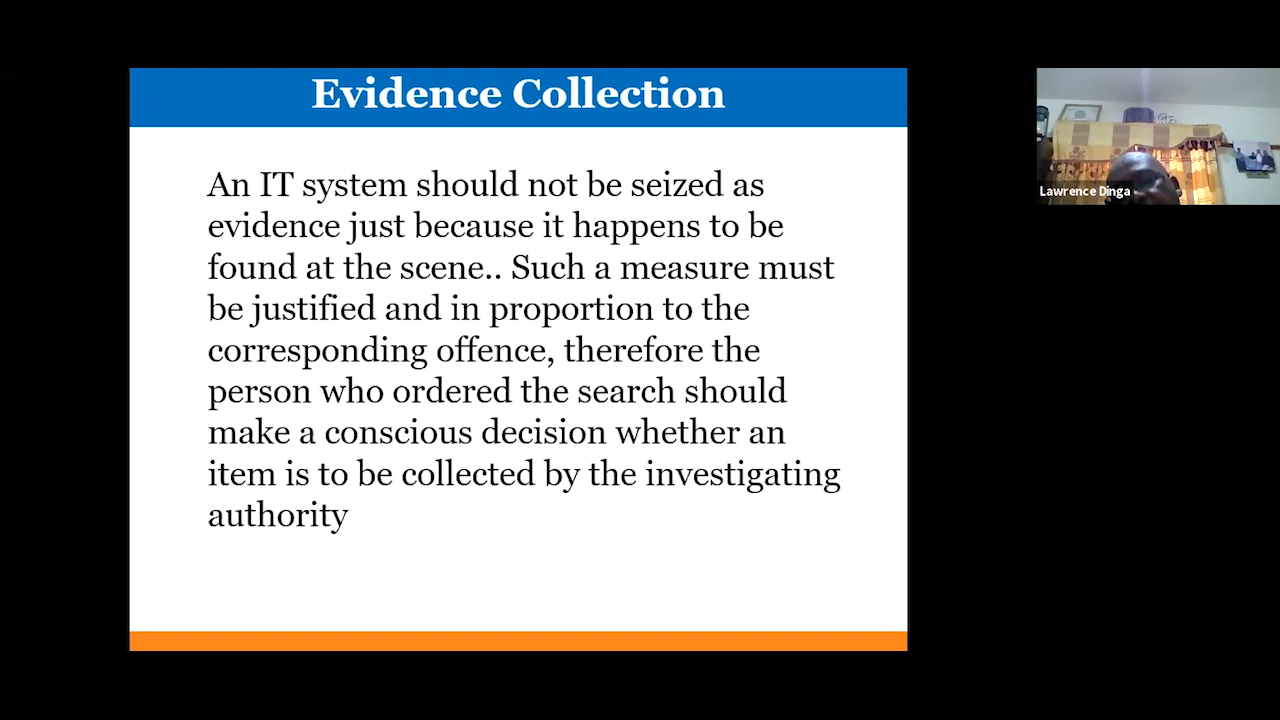 Evidence Collection
An IT system should not be seized as
evidence just because it happens to be
found at the scene.. Such a measure must
be justified and in proportion to the
corresponding offence, therefore the
person who ordered the search should
make a conscious decision whether an
item is to be collected by the investigating
authority
Lawrence Dinga